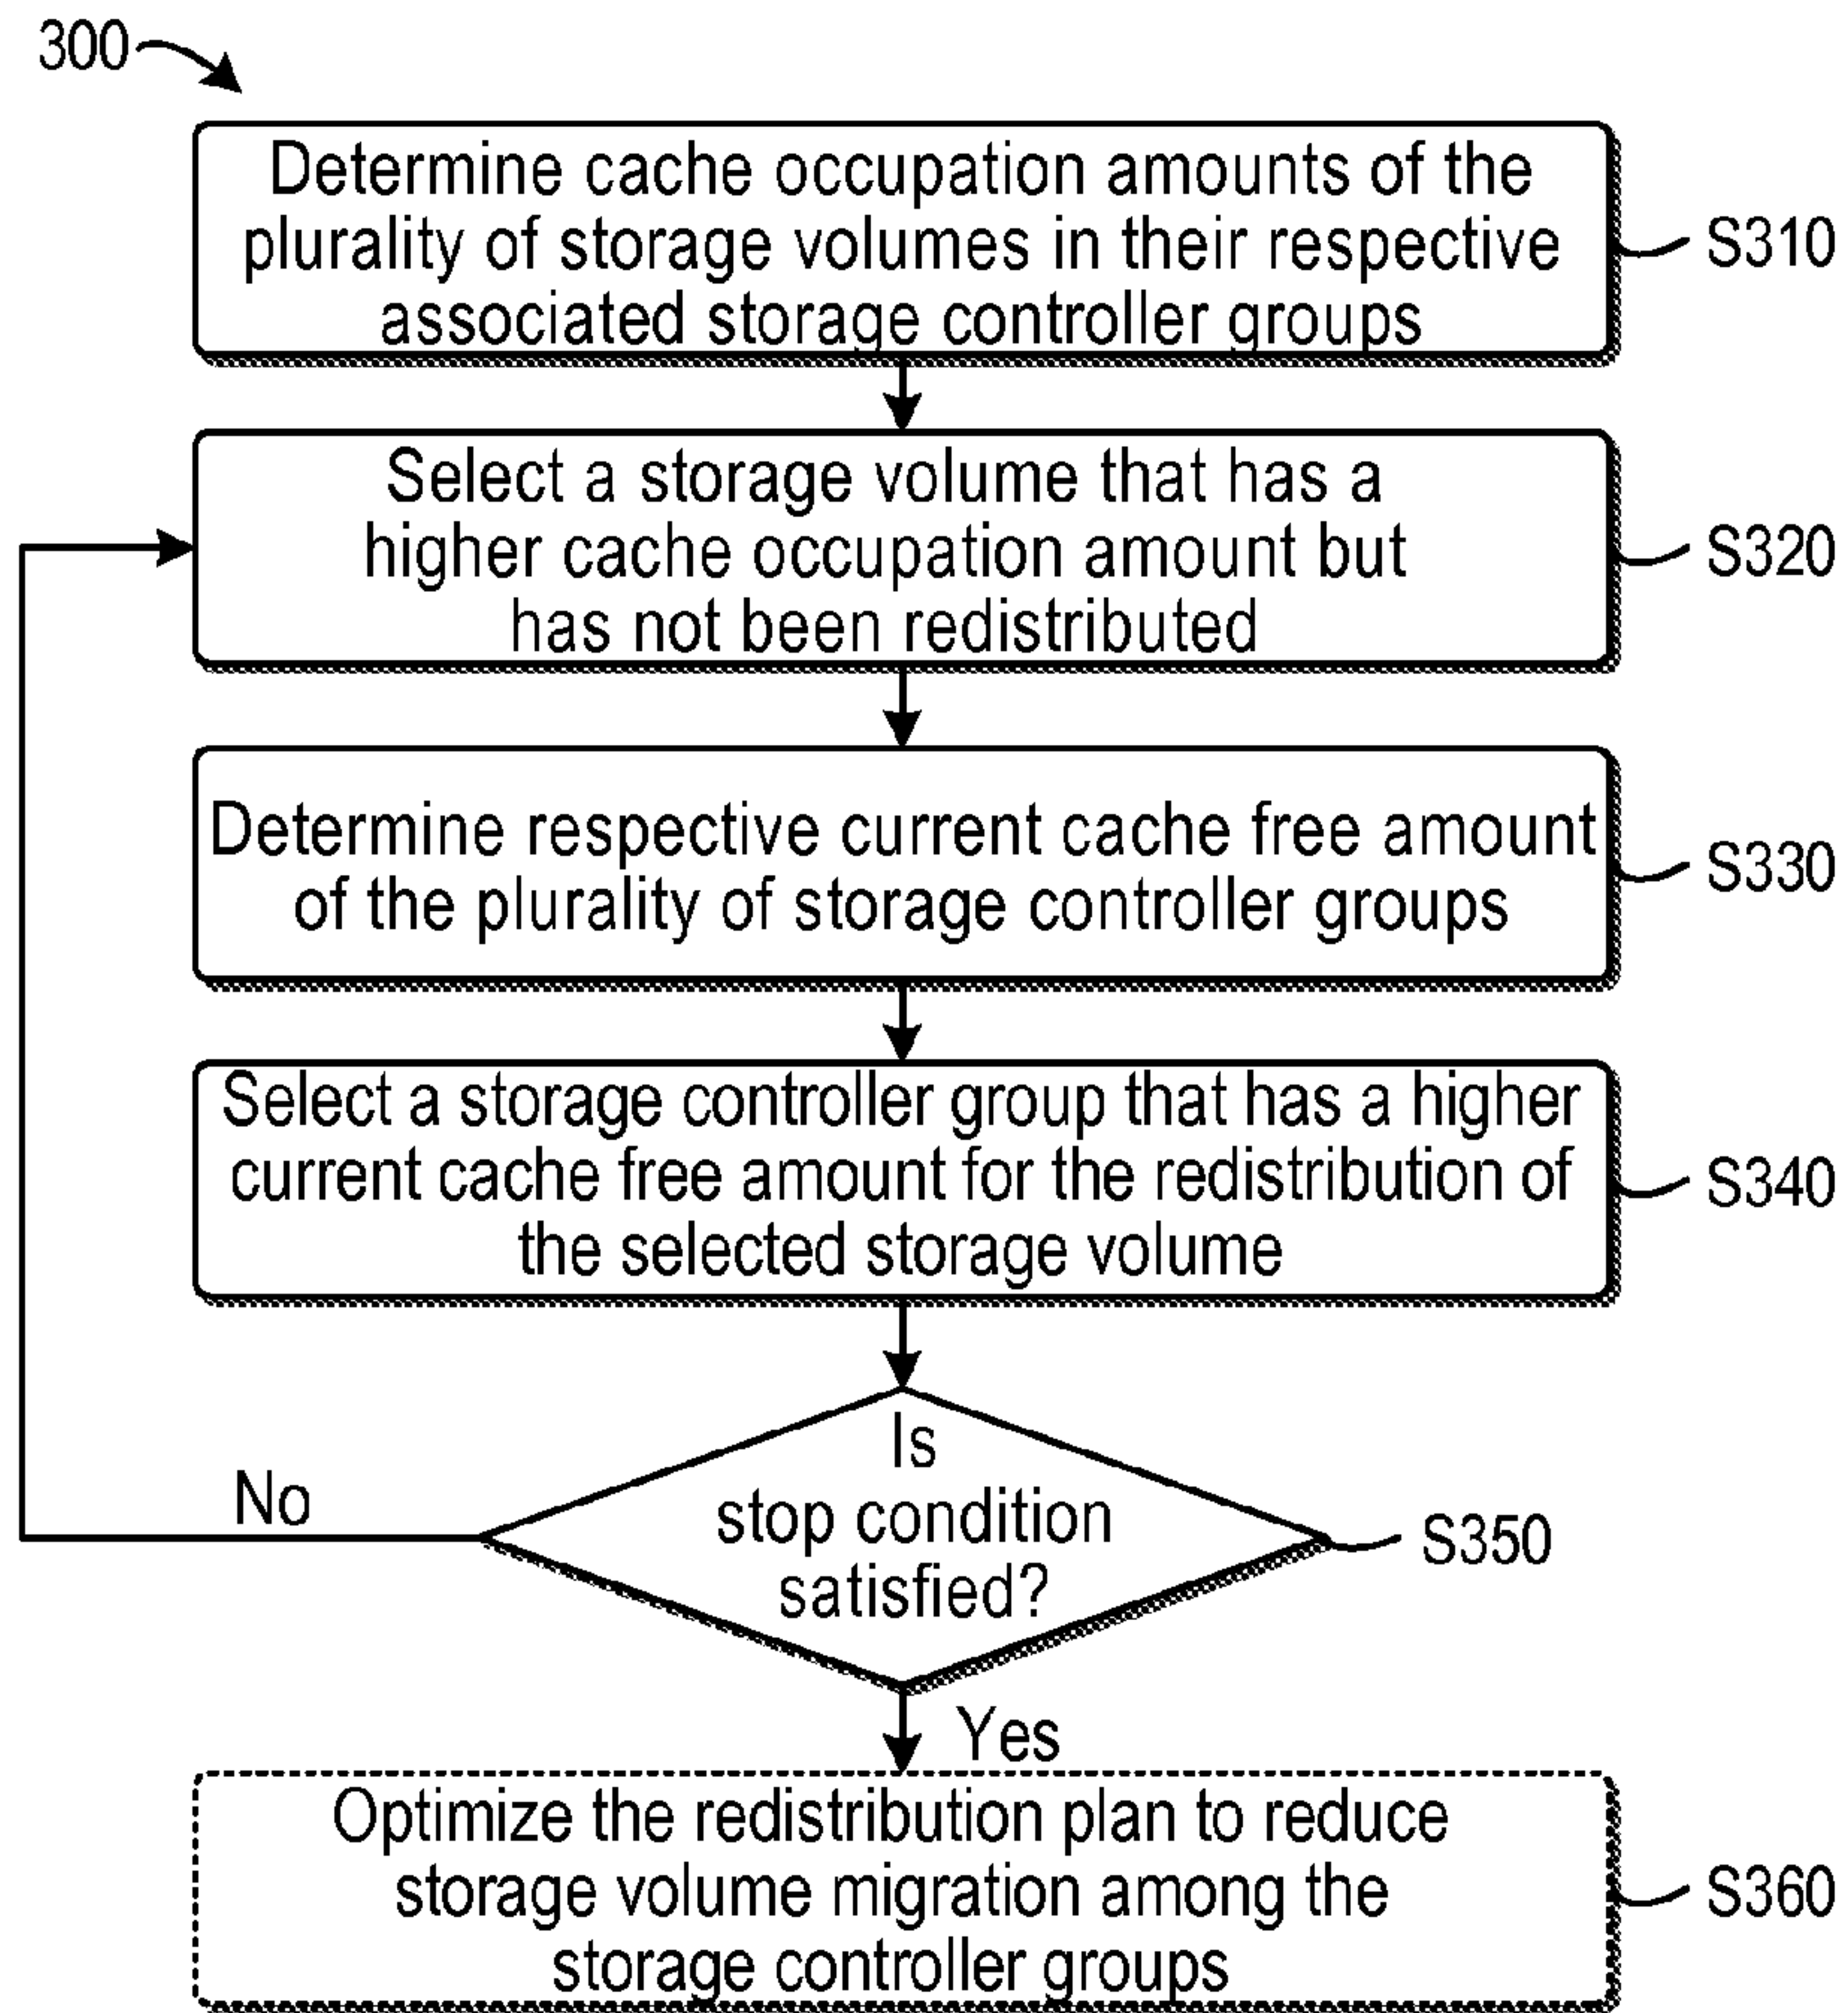 300
Determine cache occupation amounts of the
plurality of storage volumes in their respective
associated storage controller groups
S310
Select a storage volume that has a
higher cache occupation amount but
has not been redistributed
S320
Determine respective current cache free amount
of the plurality of storage controller groups
S330
Select a storage controller group that has a higher
current cache free amount for the redistribution of
the selected storage volume
S340
Is
stop condition
satisfied?
S350
No
Yes
Optimize the redistribution plan to reduce
storage volume migration among the
storage controller groups
S360